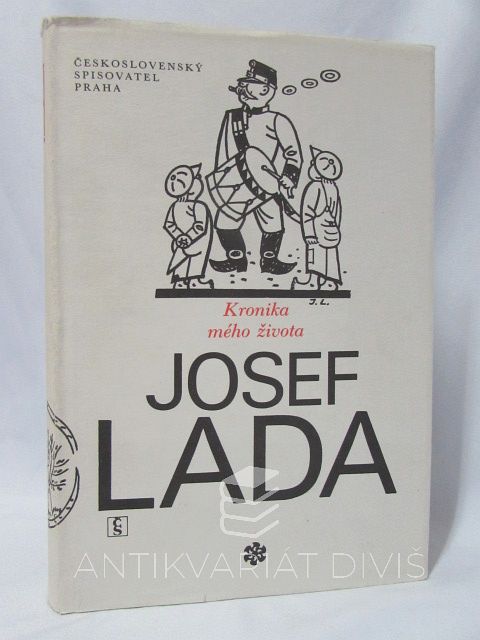 ČESKOSLOVENSKÝ
SPISOVATEL
PRAHA
J.L.
Kronika
mého života
JOSEF
LADA
ČS
ANTIKVARIÁT DIVIŠ